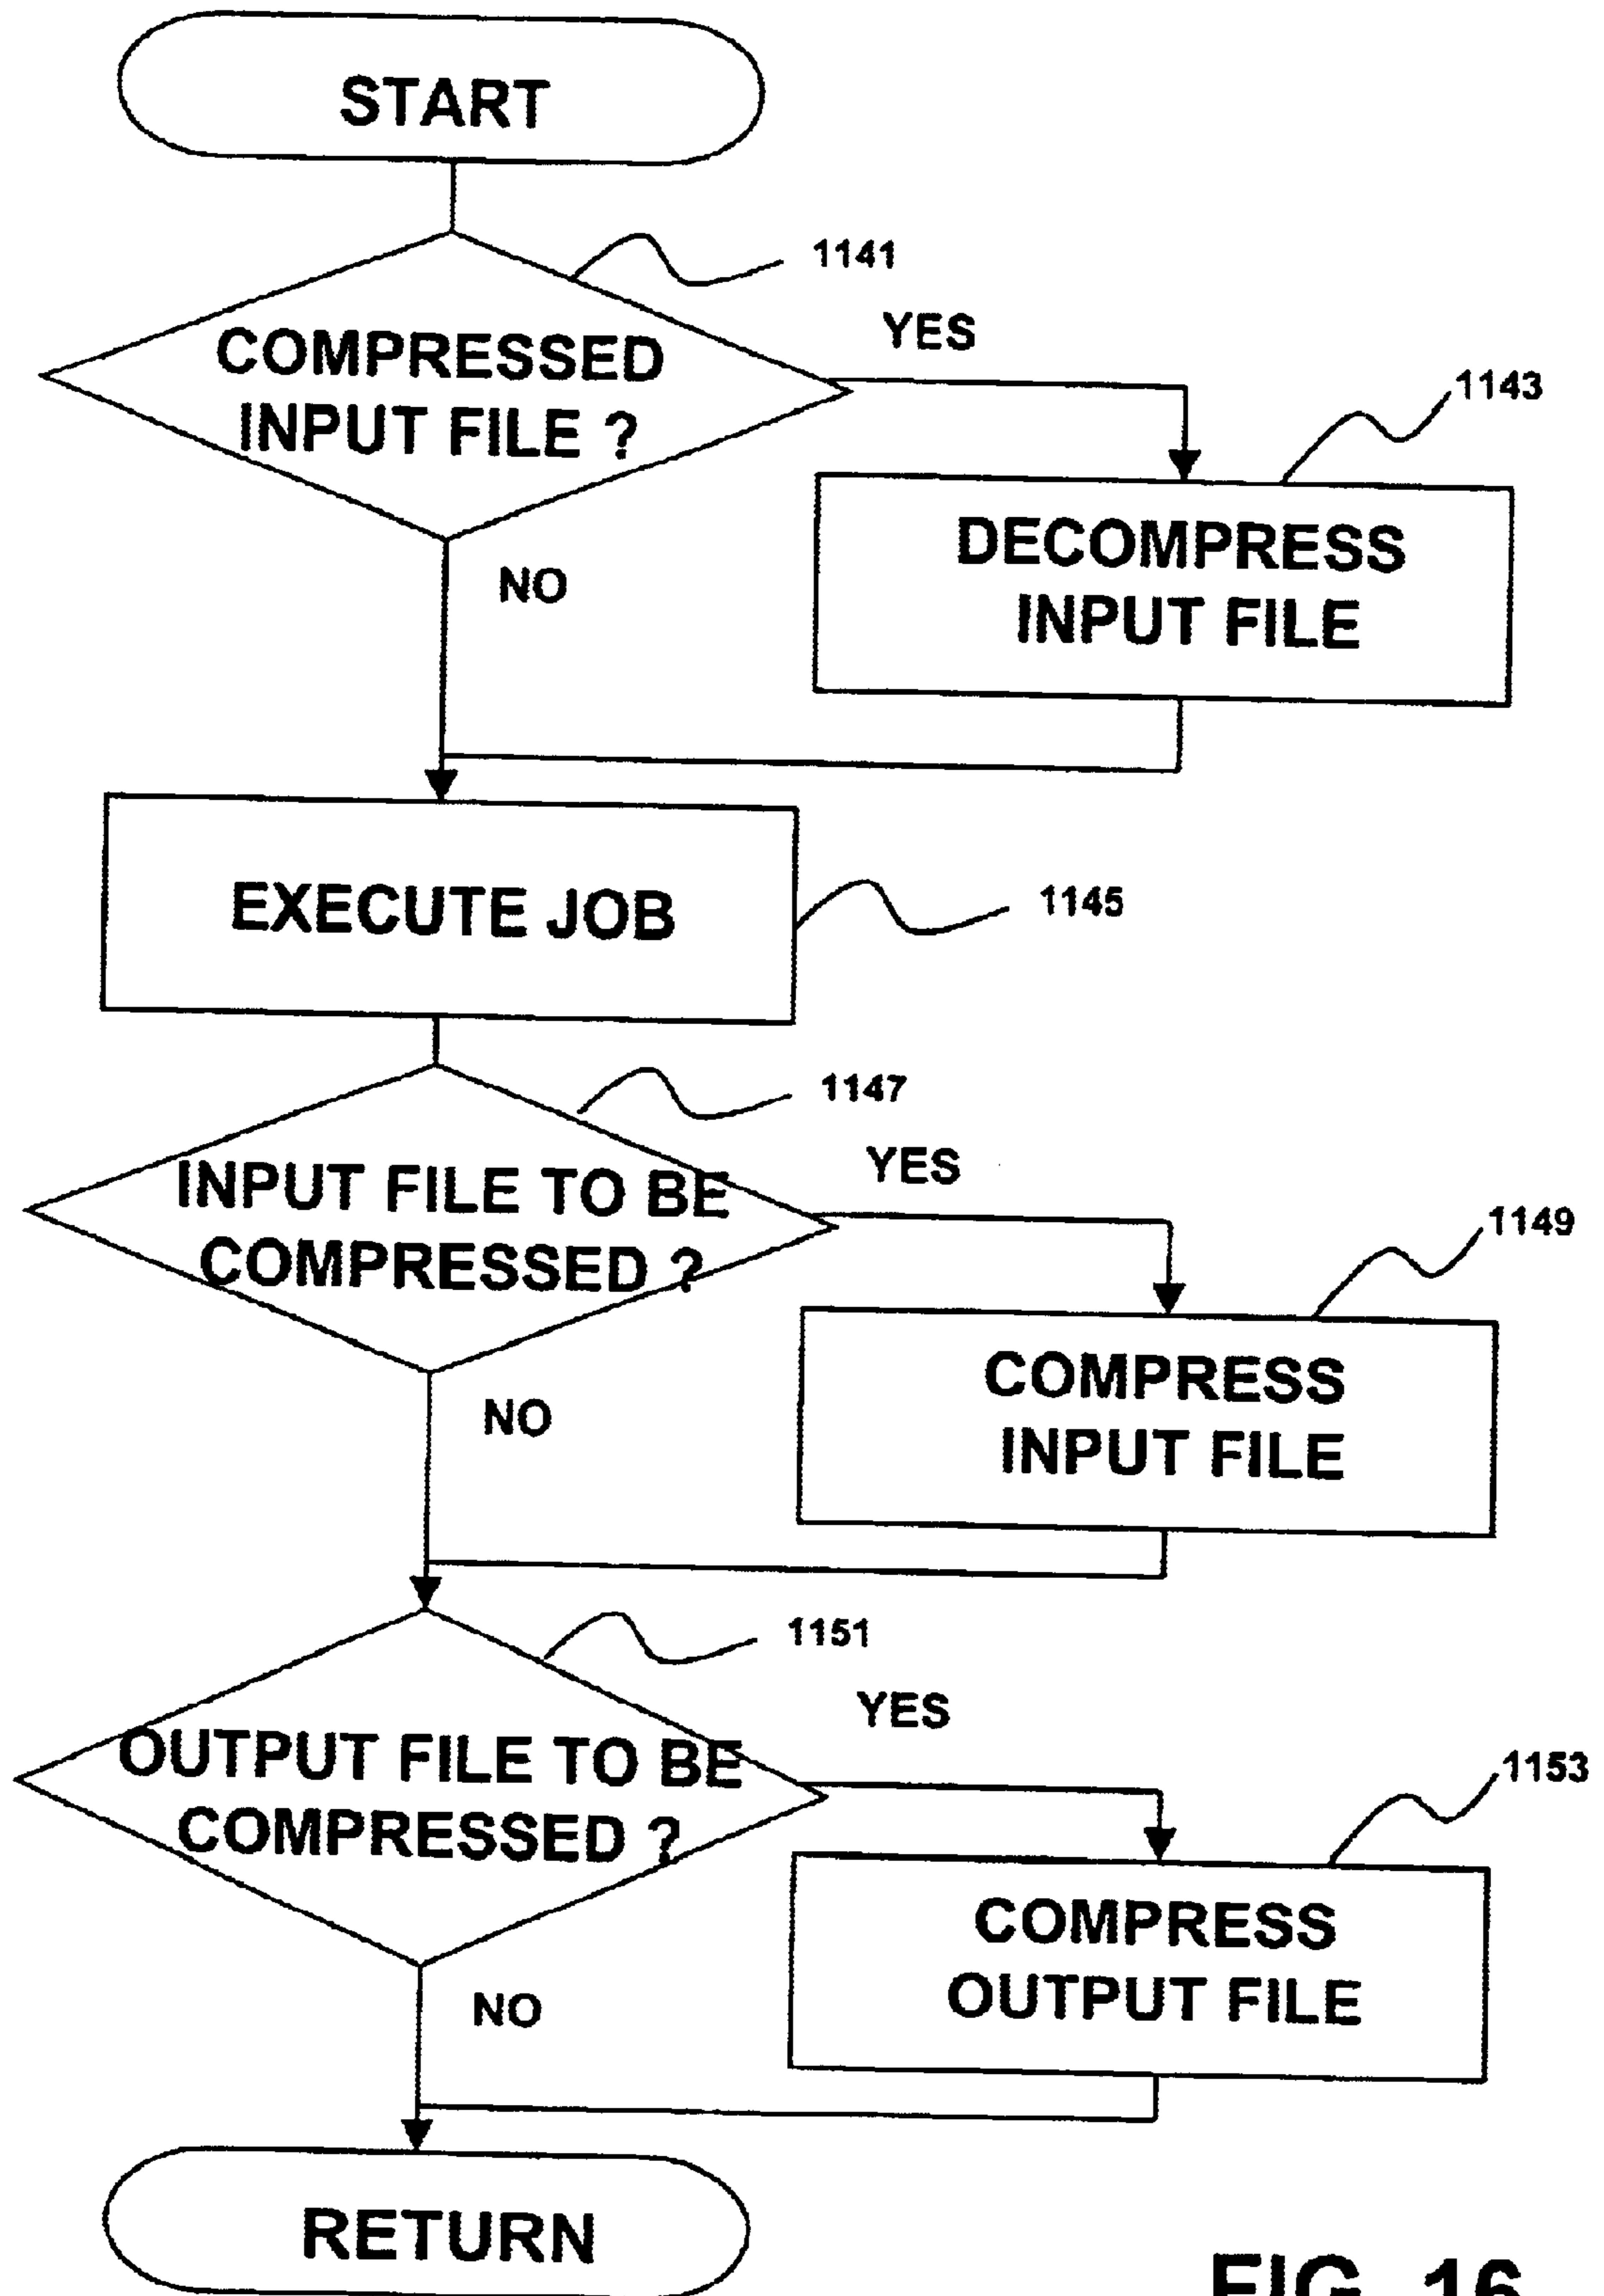 START
1141
COMPRESSED
INPUT FILE ?
YES
1143
DECOMPRESS
INPUT FILE
NO
EXECUTE JOB
1145
1147
INPUT FILE TO BE
COMPRESSED ?
YES
1149
COMPRESS
INPUT FILE
NO
1151
OUTPUT FILE TO BE
COMPRESSED ?
YES
1153
COMPRESS
OUTPUT FILE
NO
RETURN
FIG. 16